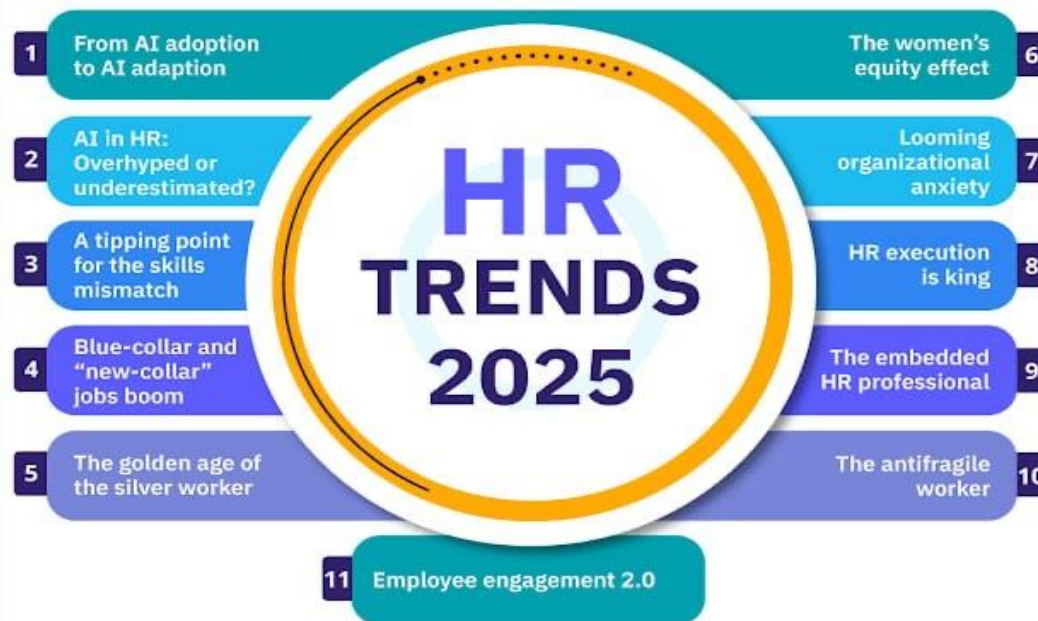 1
From AI adoption
to AI adaption
2
AI in HR:
Overhyped or
underestimated?
3
A tipping point
for the skills
mismatch
4
Blue-collar and
“new-collar”
jobs boom
5
The golden age of
the silver worker
HR
TRENDS
2025
The women’s
equity effect
6
Looming
organizational
anxiety
7
HR execution
is king
8
The embedded
HR professional
9
The antifragile
worker
10
11
Employee engagement 2.0